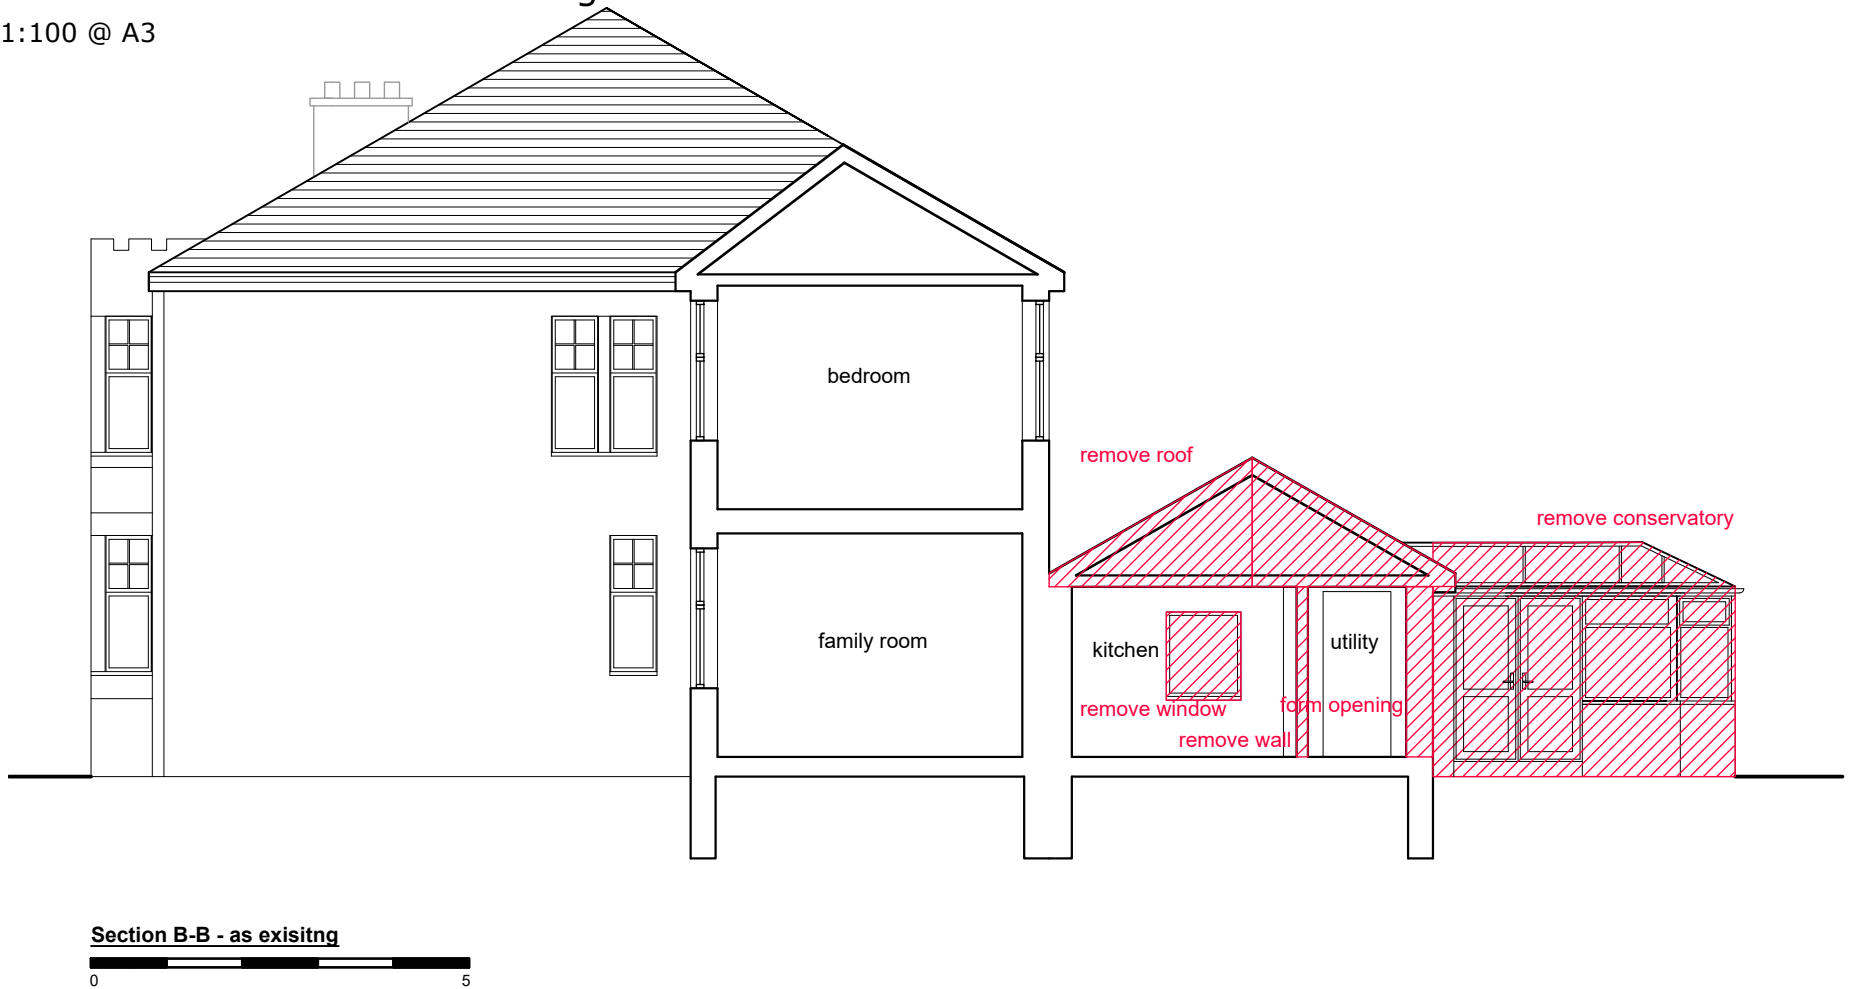 1:100 @ A3
bedroom
remove roof
remove conservatory
family room
kitchen
utility
remove window
form opening
remove wall
Section B-B - as exisitng
0 5